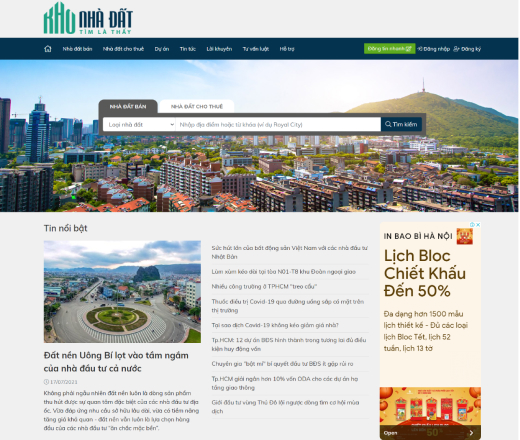 KHO NHÀ ĐẤT
TÌM LÀ THẤY
Nhà đất bán Nhà đất cho thuê Dự án Tin tức Lời khuyên Tư vấn luật Hỗ trợ Đăng tin nhanh Đăng nhập Đăng ký
NHÀ ĐẤT BÁN NHÀ ĐẤT CHO THUÊ
Loại nhà đất Nhập địa điểm hoặc từ khóa (ví dụ Royal City) Tìm kiếm
Tin nổi bật
Đất nền Uông Bí lọt vào tầm ngắm
của nhà đầu tư cả nước
17/07/2021
Không phải ngẫu nhiên đất nền luôn là dòng sản phẩm
thu hút được sự quan tâm đặc biệt của các nhà đầu tư địa
ốc. Vừa đáp ứng nhu cầu sở hữu lâu dài, vừa có tiềm năng
tăng giá khả quan - đất nền vẫn luôn là lựa chọn hàng
đầu của các nhà đầu tư "ăn chắc mặc bền".
Sức hút lớn của bất động sản Việt Nam với các nhà đầu tư
Nhật Bản
Lùm xùm kéo dài tại tòa N01-T8 khu Đoàn ngoại giao
Nhiều công trường ở TPHCM "treo cẩu"
Thuốc điều trị Covid-19 qua đường uống sắp có mặt trên
thị trường
Tại sao dịch Covid-19 không kéo giảm giá nhà?
Tp.HCM: 12 dự án BĐS hình thành trong tương lai đủ điều
kiện huy động vốn
Chuyên gia "bật mí" bí quyết đầu tư BĐS ít gặp rủi ro
Tp.HCM giải ngân hơn 10% vốn ODA cho các dự án hạ
tầng giao thông
Giới đầu tư vùng Thủ Đô lội ngược dòng tìm cơ hội mùa
dịch
IN BAO BÌ HÀ NỘI
Lịch Bloc
Chiết Khấu
Đến 50%
Đa dạng hơn 1500 mẫu
lịch thiết kế - Đủ các loại
lịch Bloc Tết, lịch 52
tuần, lịch 13 tờ
Open